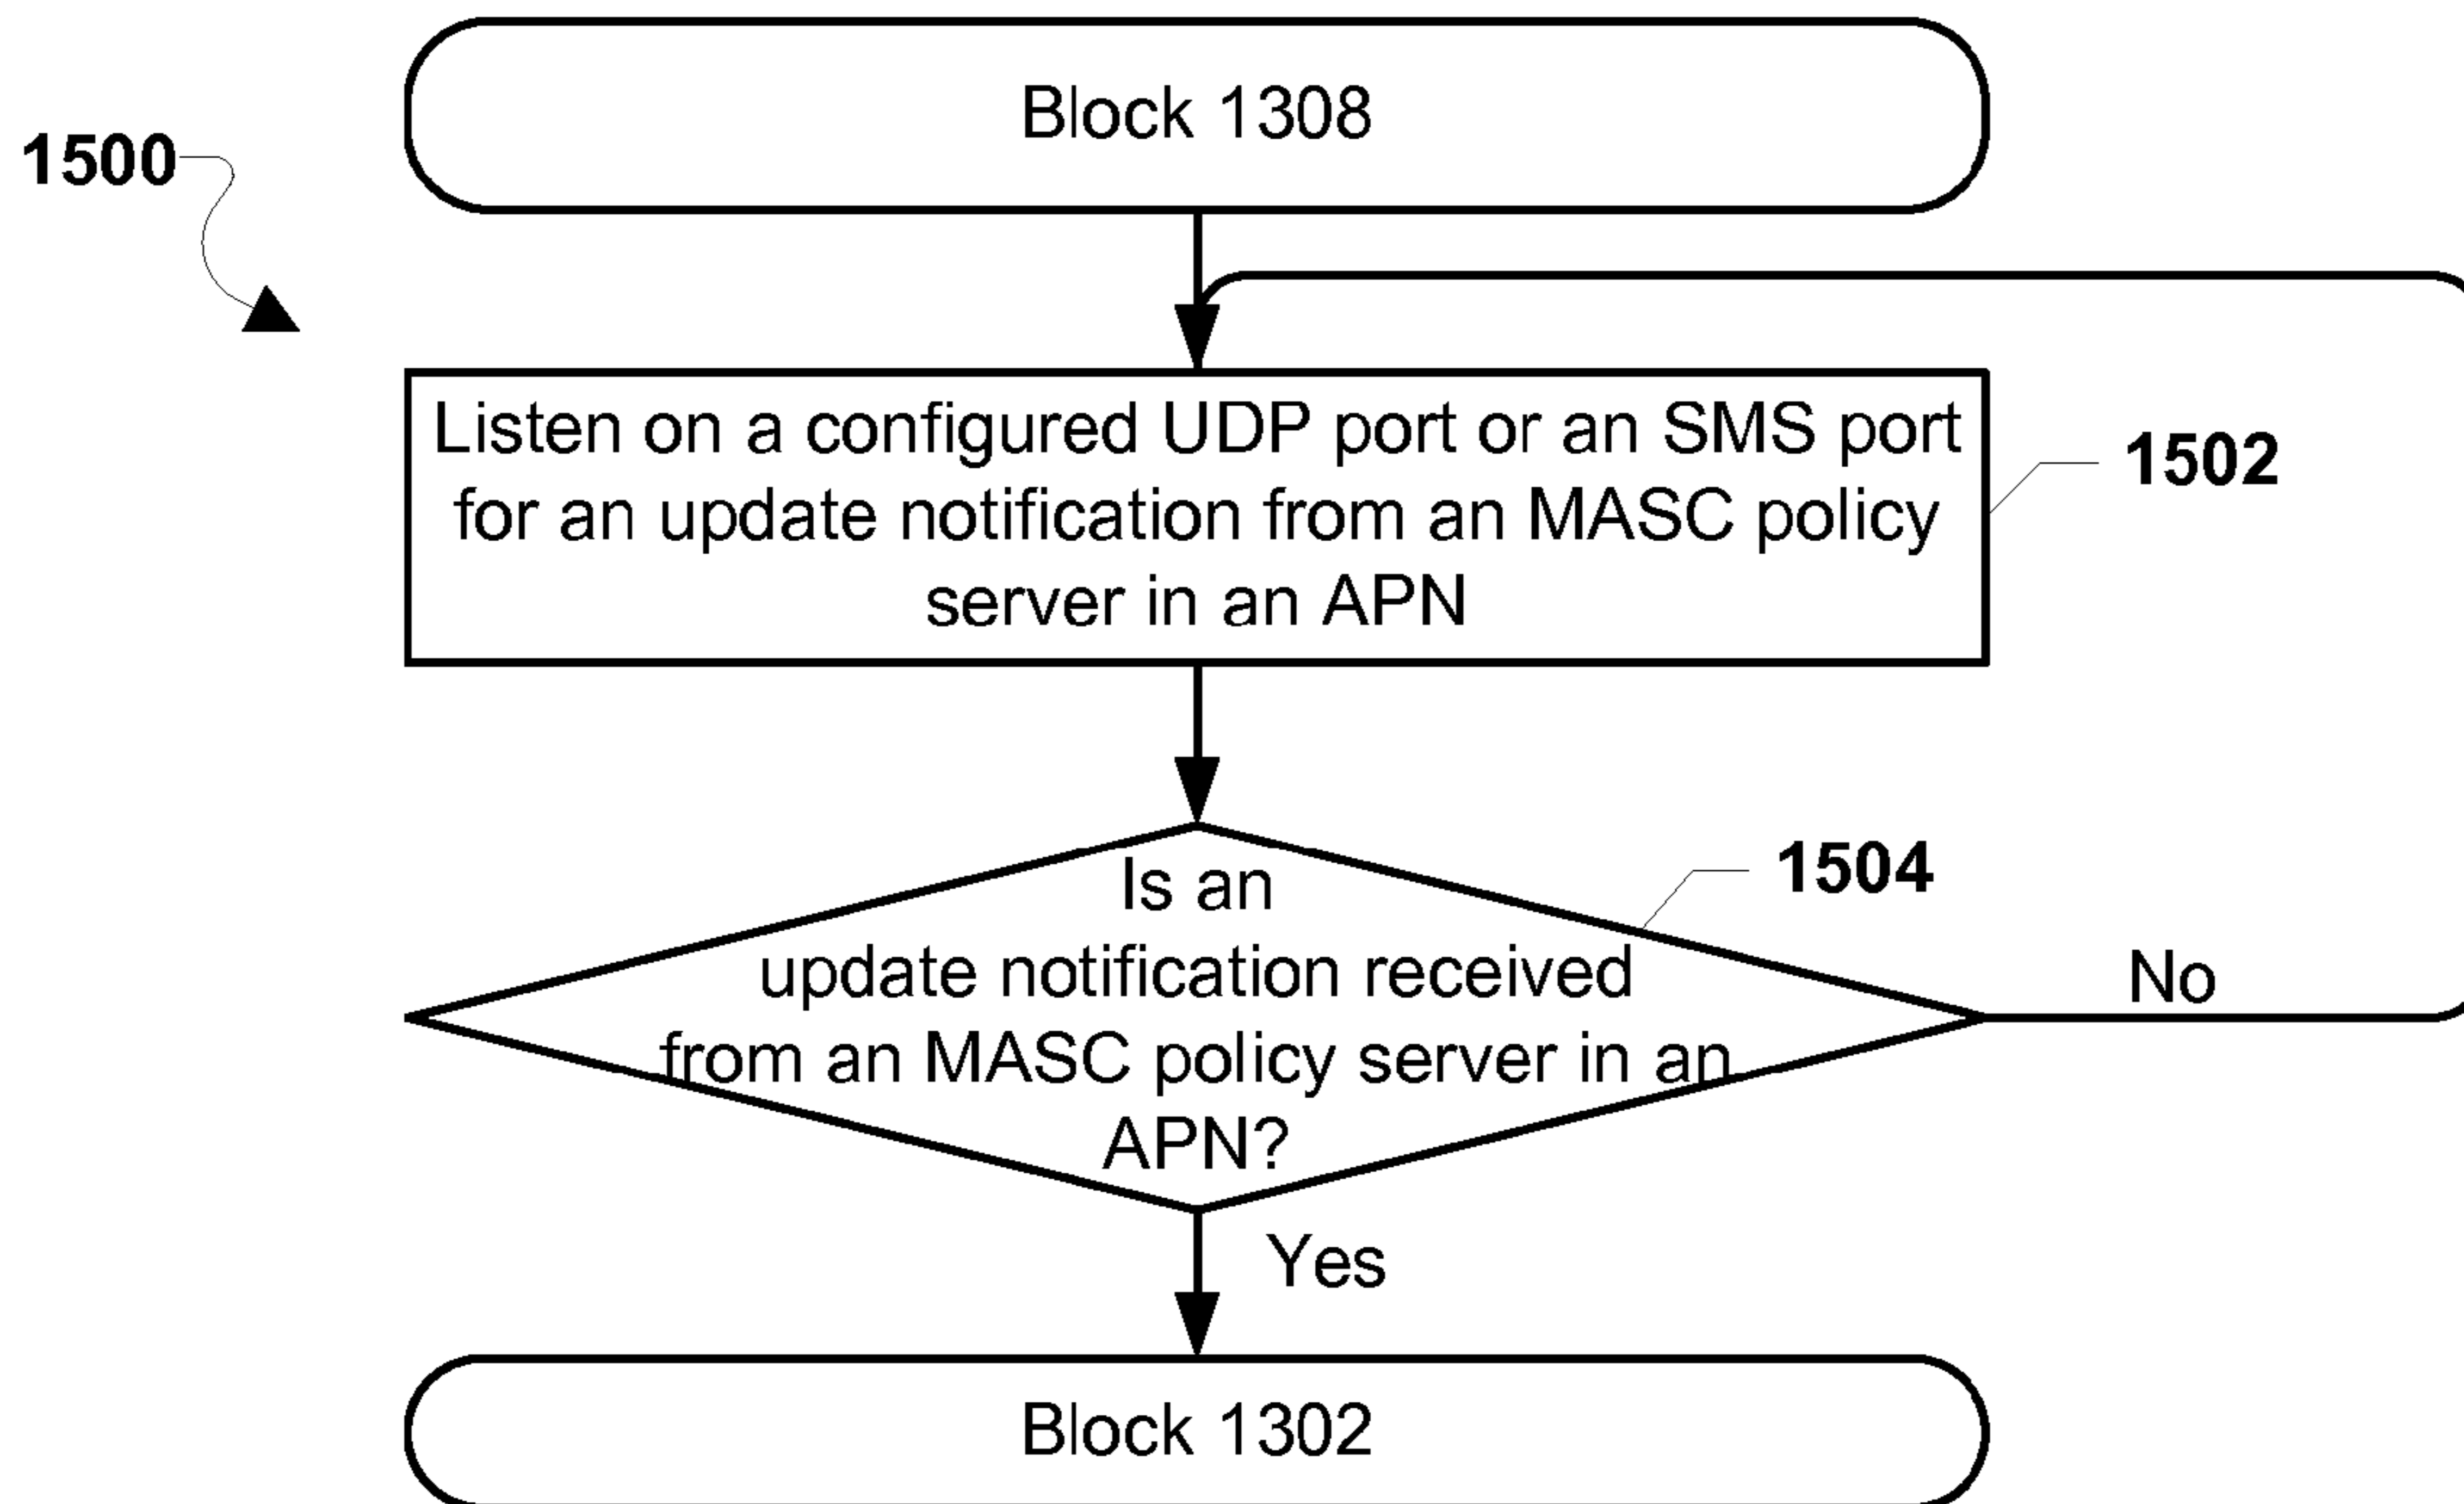 Block 1308
1500
Listen on a configured UDP port or an SMS port
for an update notification from an MASC policy
server in an APN
1502
Is an
update notification received
from an MASC policy server in an
APN?
1504
No
Yes
Block 1302